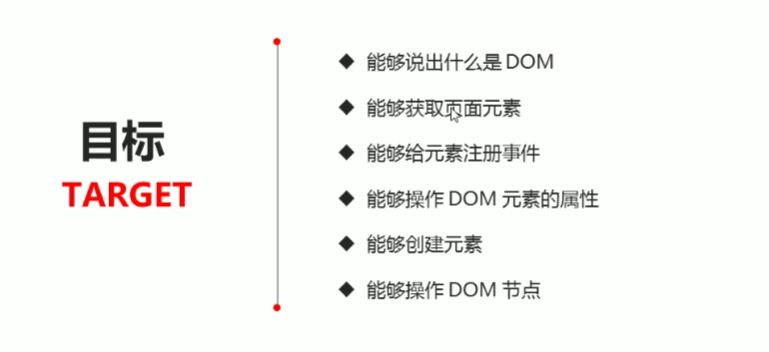 目标
TARGET
◆ 能够说出什么是 DOM
◆ 能够获取页面元素
◆ 能够给元素注册事件
◆ 能够操作 DOM 元素的属性
◆ 能够创建元素
◆ 能够操作 DOM 节点